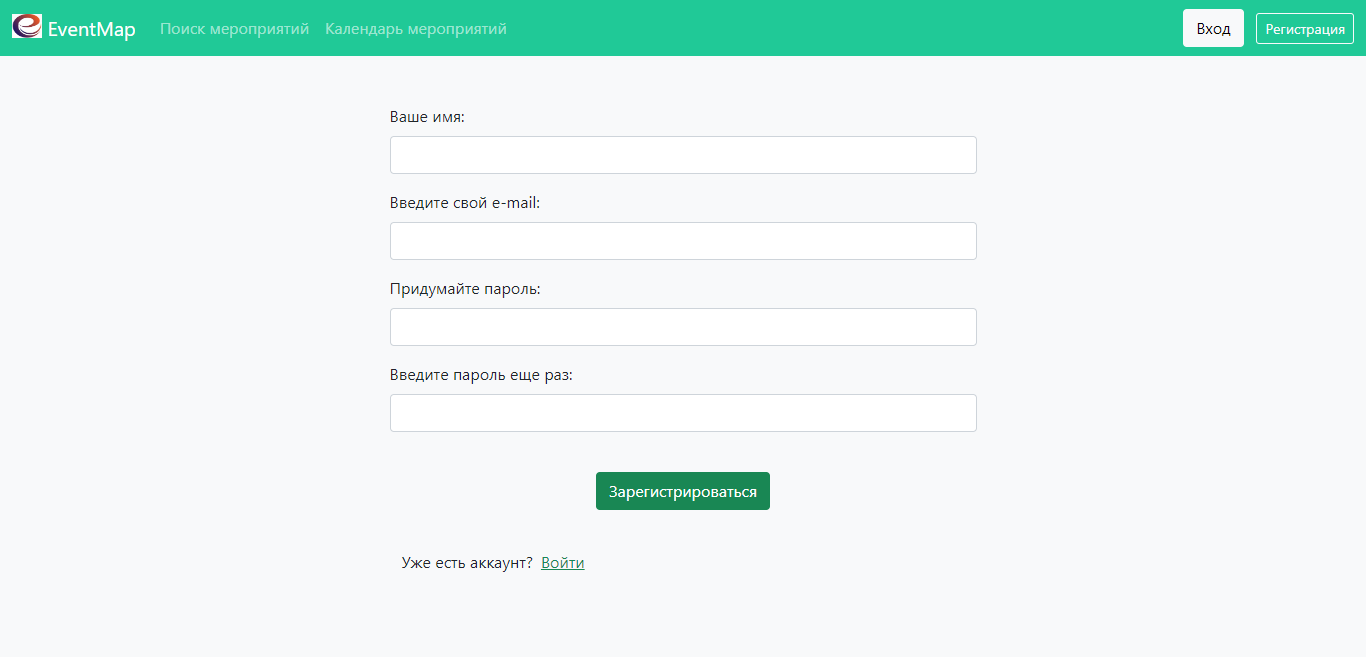 EventMap Поиск мероприятий Календарь мероприятий Вход Регистрация
Ваше имя:
Введите свой e-mail:
Придумайте пароль:
Введите пароль еще раз:
Зарегистрироваться
Уже есть аккаунт? Войти